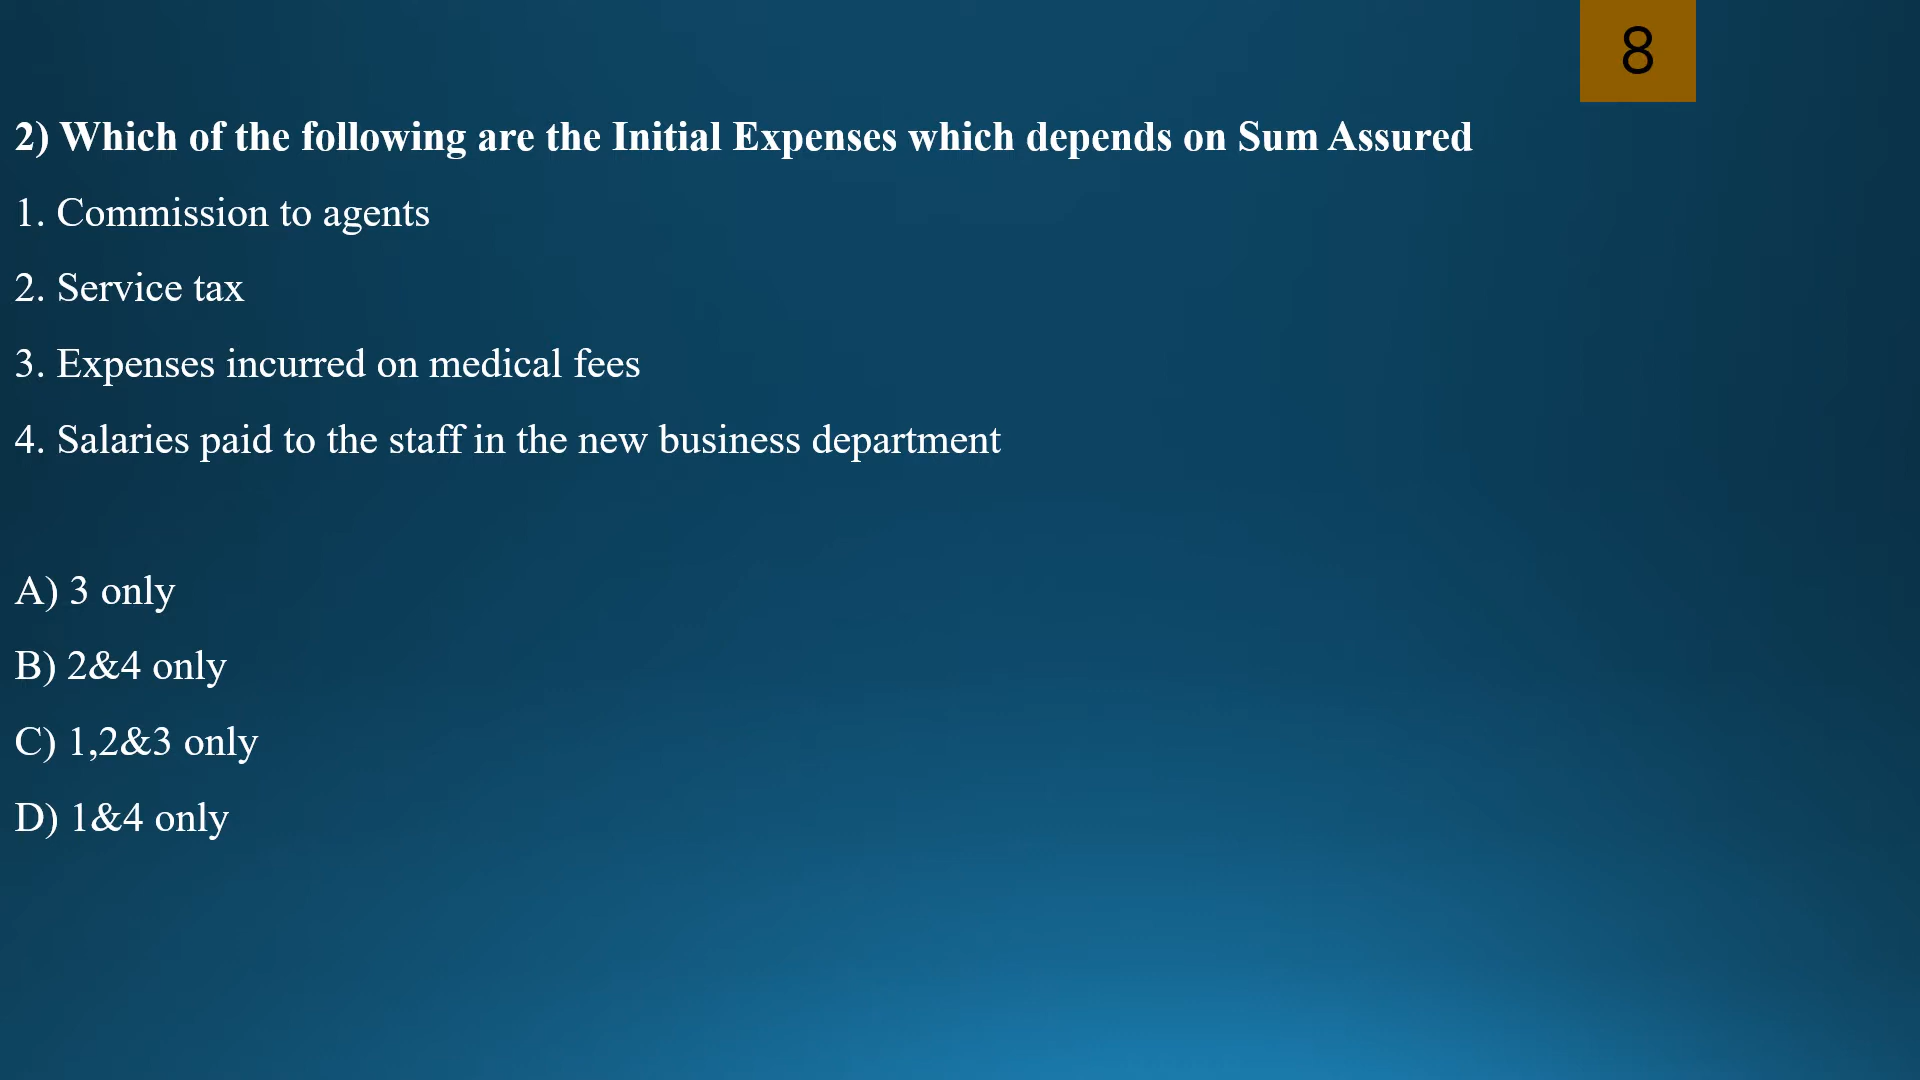 8
2) Which of the following are the Initial Expenses which depends on Sum Assured
1. Commission to agents
2. Service tax
3. Expenses incurred on medical fees
4. Salaries paid to the staff in the new business department
A) 3 only
B) 2&4 only
C) 1,2&3 only
D) 1&4 only